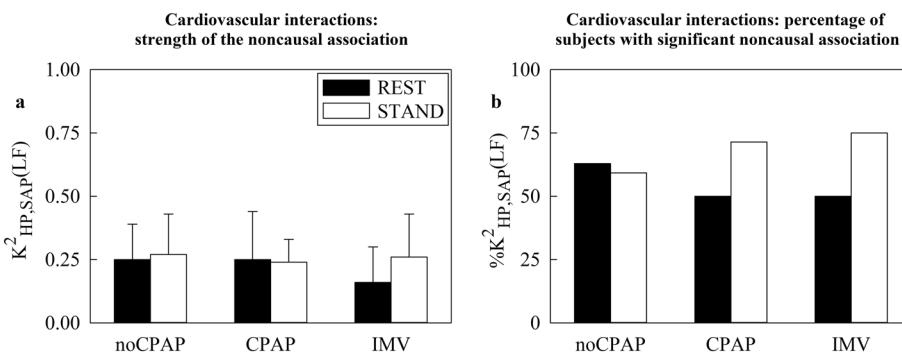 Cardiovascular interactions:
strength of the noncausal association
a
K²HP,SAP(LF)
1.00
0.75
0.50
0.25
0.00
REST
STAND
noCPAP CPAP IMV
Cardiovascular interactions: percentage of
subjects with significant noncausal association
b
%K²HP,SAP(LF)
100
75
50
25
0
noCPAP CPAP IMV